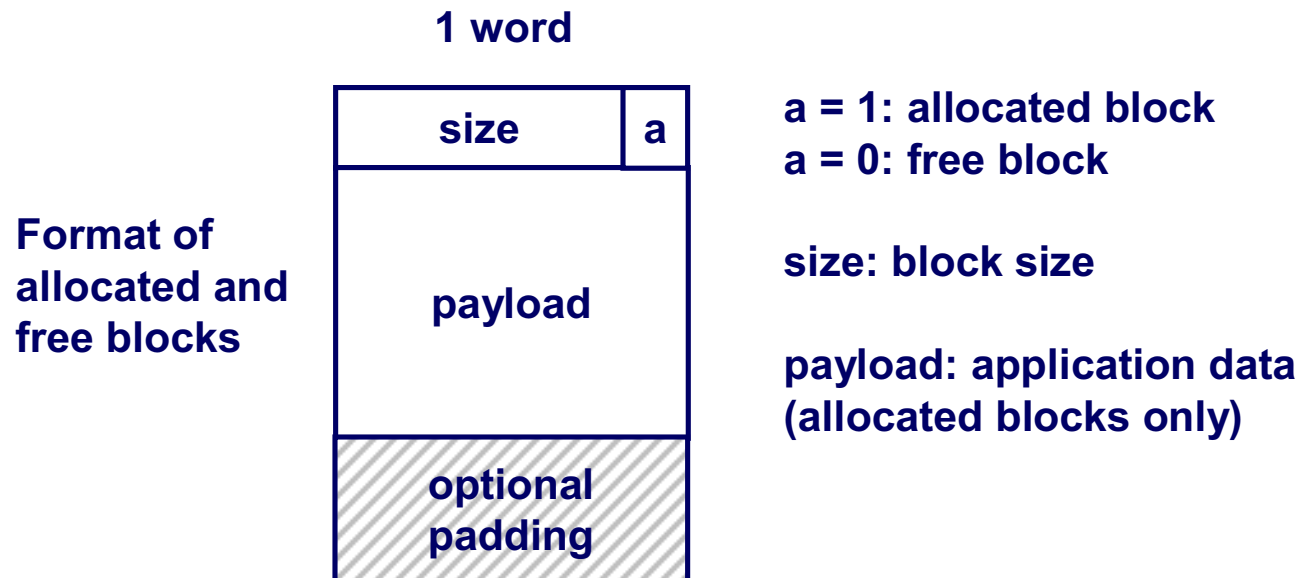 1 word
size
a
a = 1: allocated block
a = 0: free block
Format of
allocated and
free blocks
size: block size
payload
payload: application data
(allocated blocks only)
optional
padding